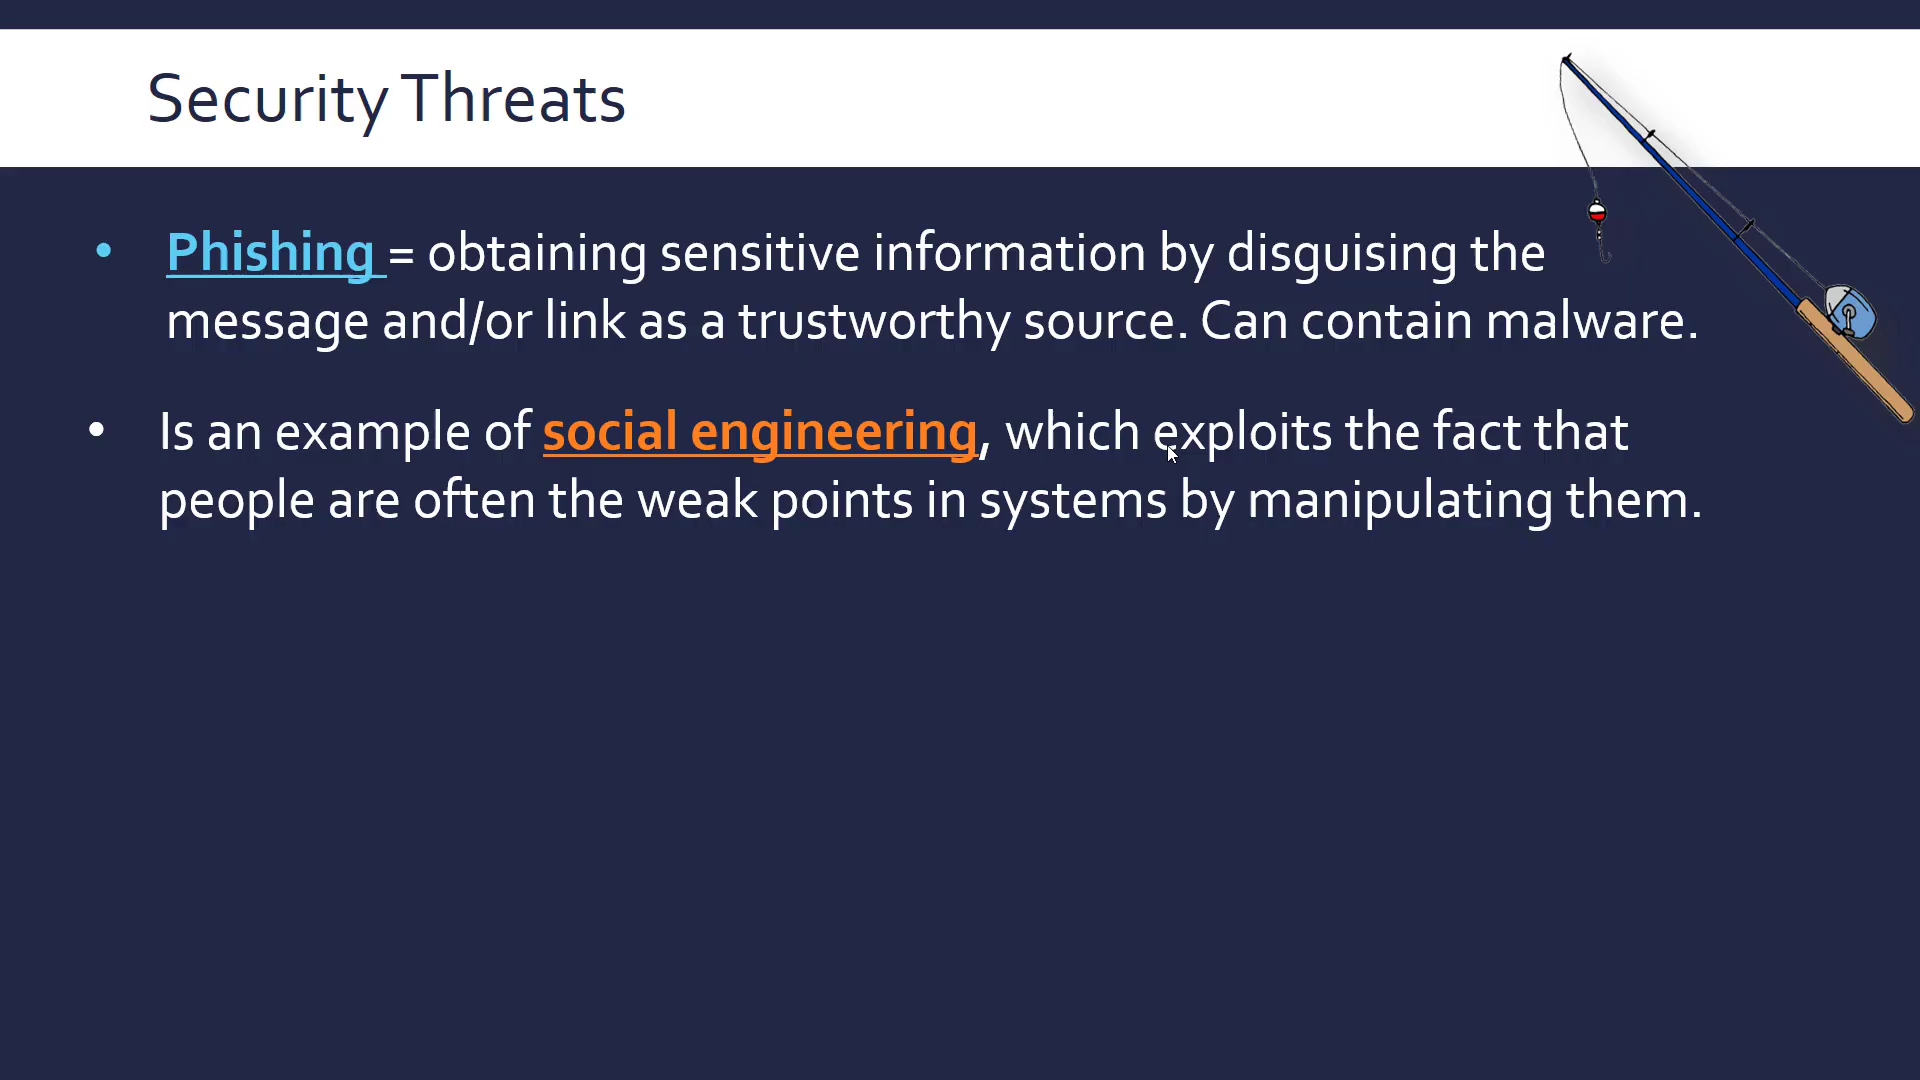 Security Threats
• Phishing = obtaining sensitive information by disguising the
message and/or link as a trustworthy source. Can contain malware.
• Is an example of social engineering, which exploits the fact that
people are often the weak points in systems by manipulating them.